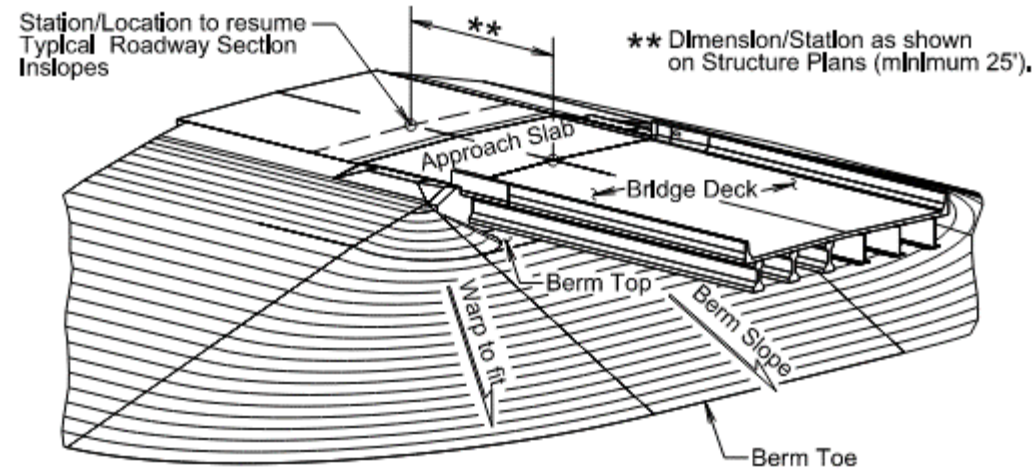 Station/Location to resume
Typical Roadway Section
Inslopes
**
** Dimension/Station as shown
on Structure Plans (minimum 25').
Approach Slab
Bridge Deck
Berm Top
Warp to fit
Berm Slope
Berm Toe